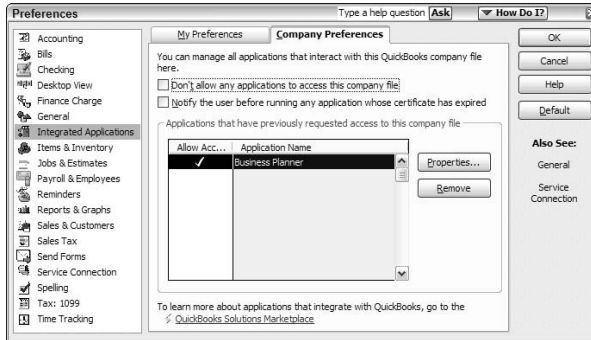 Preferences
Type a help question Ask
How Do I?
Accounting
Bills
Checking
Desktop View
Finance Charge
General
Integrated Applications
Items & Inventory
Jobs & Estimates
Payroll & Employees
Reminders
Reports & Graphs
Sales & Customers
Sales Tax
Send Forms
Service Connection
Spelling
Tax: 1099
Time Tracking
My Preferences
Company Preferences
You can manage all applications that interact with this QuickBooks company file
here.
Don't allow any applications to access this company file
Notify the user before running any application whose certificate has expired
Applications that have previously requested access to this company file
Allow Acc... Application Name
Business Planner
Properties...
Remove
To learn more about applications that integrate with QuickBooks, go to the
QuickBooks Solutions Marketplace
OK
Cancel
Help
Default
Also See:
General
Service
Connection